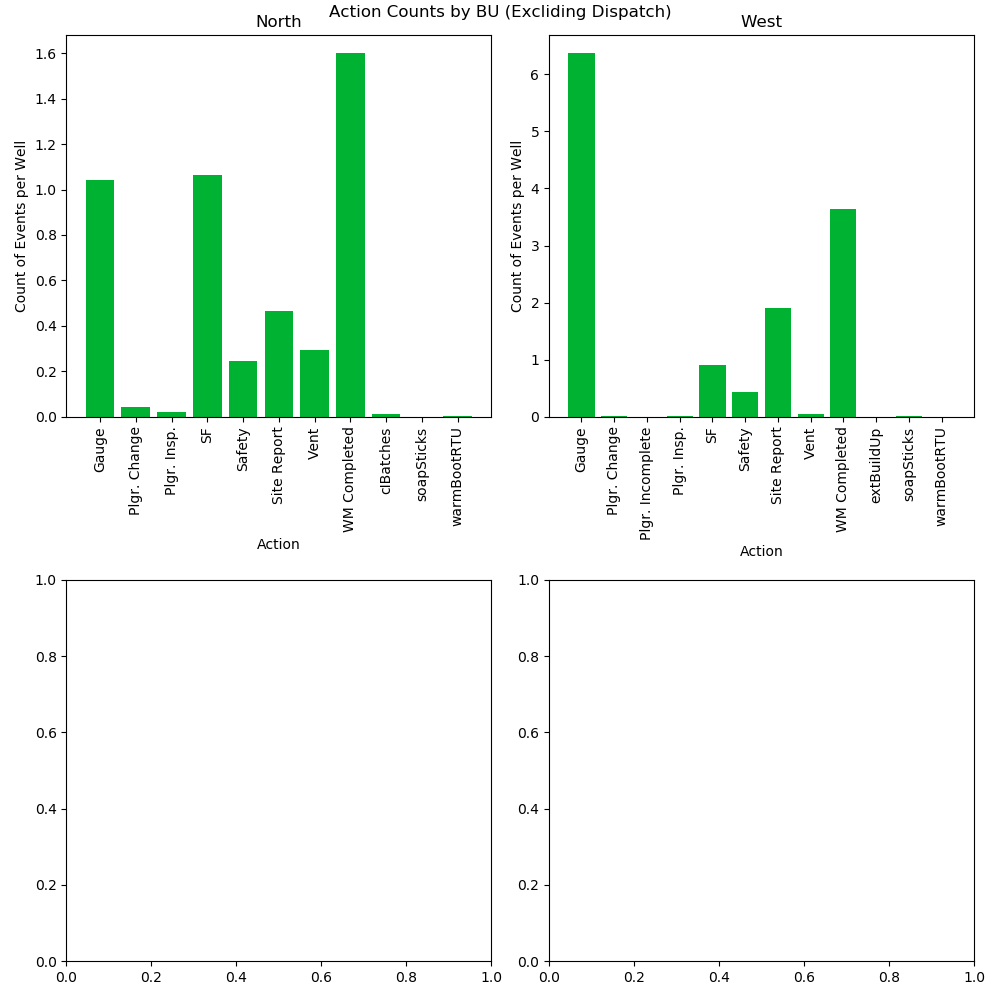 Action Counts by BU (Excliding Dispatch)
North
Count of Events per Well
1.6
1.4
1.2
1.0
0.8
0.6
0.4
0.2
0.0
Gauge
Plgr. Change
Plgr. Insp.
SF
Safety
Site Report
Vent
WM Completed
clBatches
soapSticks
warmBootRTU
Action
West
Count of Events per Well
6
5
4
3
2
1
0
Gauge
Plgr. Change
Plgr. Incomplete
Plgr. Insp.
SF
Safety
Site Report
Vent
WM Completed
extBuildUp
soapSticks
warmBootRTU
Action
1.0
0.8
0.6
0.4
0.2
0.0
0.0 0.2 0.4 0.6 0.8 1.0
1.0
0.8
0.6
0.4
0.2
0.0
0.0 0.2 0.4 0.6 0.8 1.0